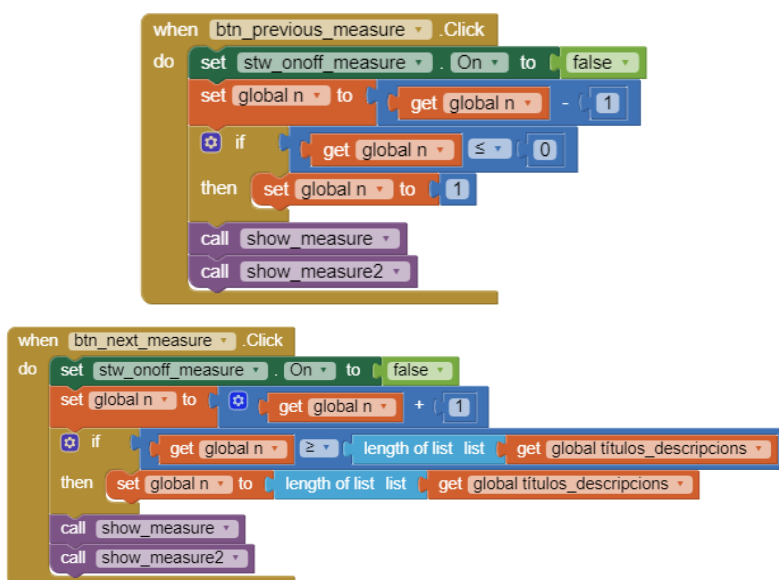 when btn_previous_measure .Click
do set stw_onoff_measure . On to false
set global n to get global n - 1
if get global n ≤ 0
then set global n to 1
call show_measure
call show_measure2
when btn_next_measure .Click
do set stw_onoff_measure . On to false
set global n to get global n + 1
if get global n ≥ length of list list get global títulos_descripcions
then set global n to length of list list get global títulos_descripcions
call show_measure
call show_measure2